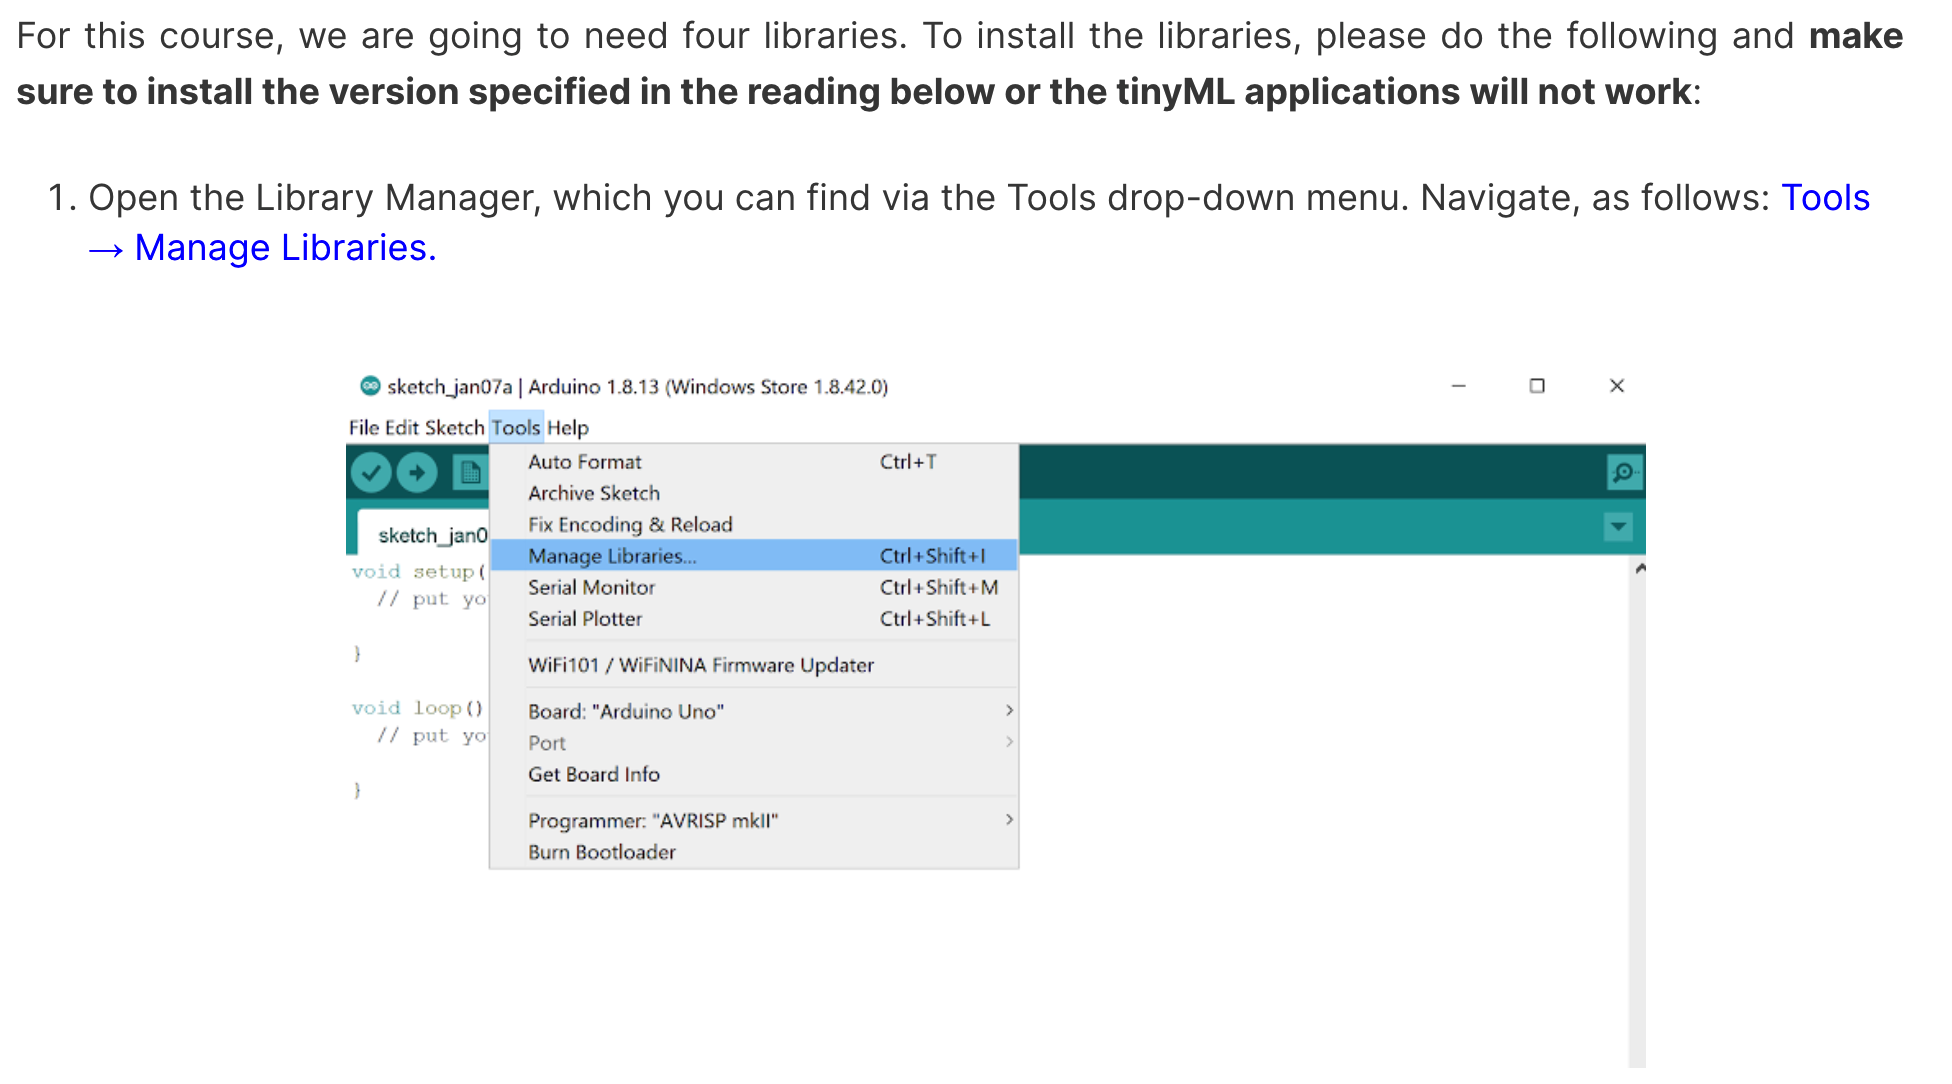 For this course, we are going to need four libraries. To install the libraries, please do the following and make
sure to install the version specified in the reading below or the tinyML applications will not work:
1. Open the Library Manager, which you can find via the Tools drop-down menu. Navigate, as follows: Tools
→ Manage Libraries.
sketch_jan07a | Arduino 1.8.13 (Windows Store 1.8.42.0)
File Edit Sketch Tools Help
Auto Format Ctrl+T
Archive Sketch
Fix Encoding & Reload
sketch_jan0
Manage Libraries... Ctrl+Shift+I
void setup(
Serial Monitor Ctrl+Shift+M
// put yo
Serial Plotter Ctrl+Shift+L
}
WiFi101 / WiFiNINA Firmware Updater
void loop()
Board: "Arduino Uno"
// put yo
Port
Get Board Info
}
Programmer: "AVRISP mkII"
Burn Bootloader